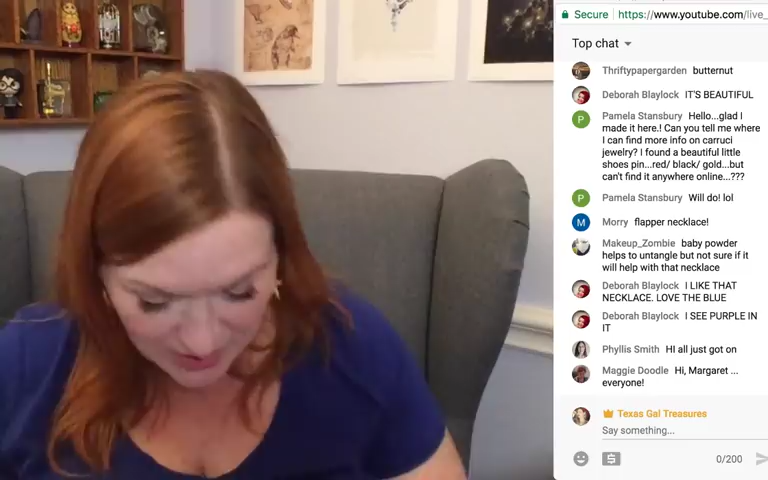 Secure https://www.youtube.com/live_
Top chat
Thriftypapergarden butternut
Deborah Blaylock IT'S BEAUTIFUL
P
Pamela Stansbury Hello...glad I
made it here.! Can you tell me where
I can find more info on carruci
jewelry? I found a beautiful little
shoes pin...red/ black/ gold...but
can't find it anywhere online...???
P
Pamela Stansbury Will do! lol
M
Morry flapper necklace!
Makeup_Zombie baby powder
helps to untangle but not sure if it
will help with that necklace
Deborah Blaylock I LIKE THAT
NECKLACE. LOVE THE BLUE
Deborah Blaylock I SEE PURPLE IN
IT
Phyllis Smith HI all just got on
Maggie Doodle Hi, Margaret ...
everyone!
Texas Gal Treasures
Say something...
$
0/200